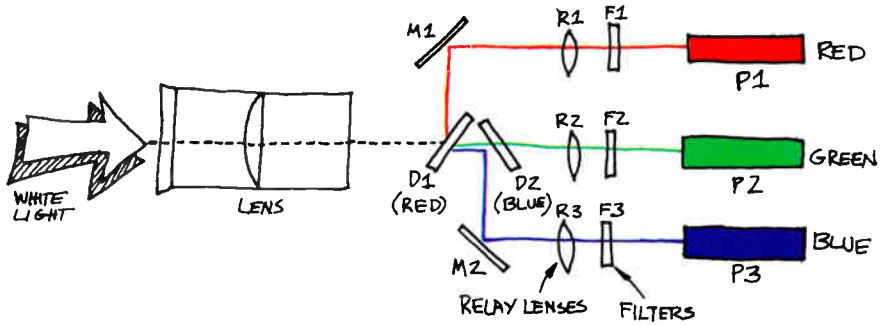 M1
R1
F1
RED
P1
R2
F2
GREEN
P2
D1
(RED)
D2
(BLUE)
WHITE
LIGHT
LENS
R3
F3
BLUE
P3
M2
RELAY LENSES
FILTERS